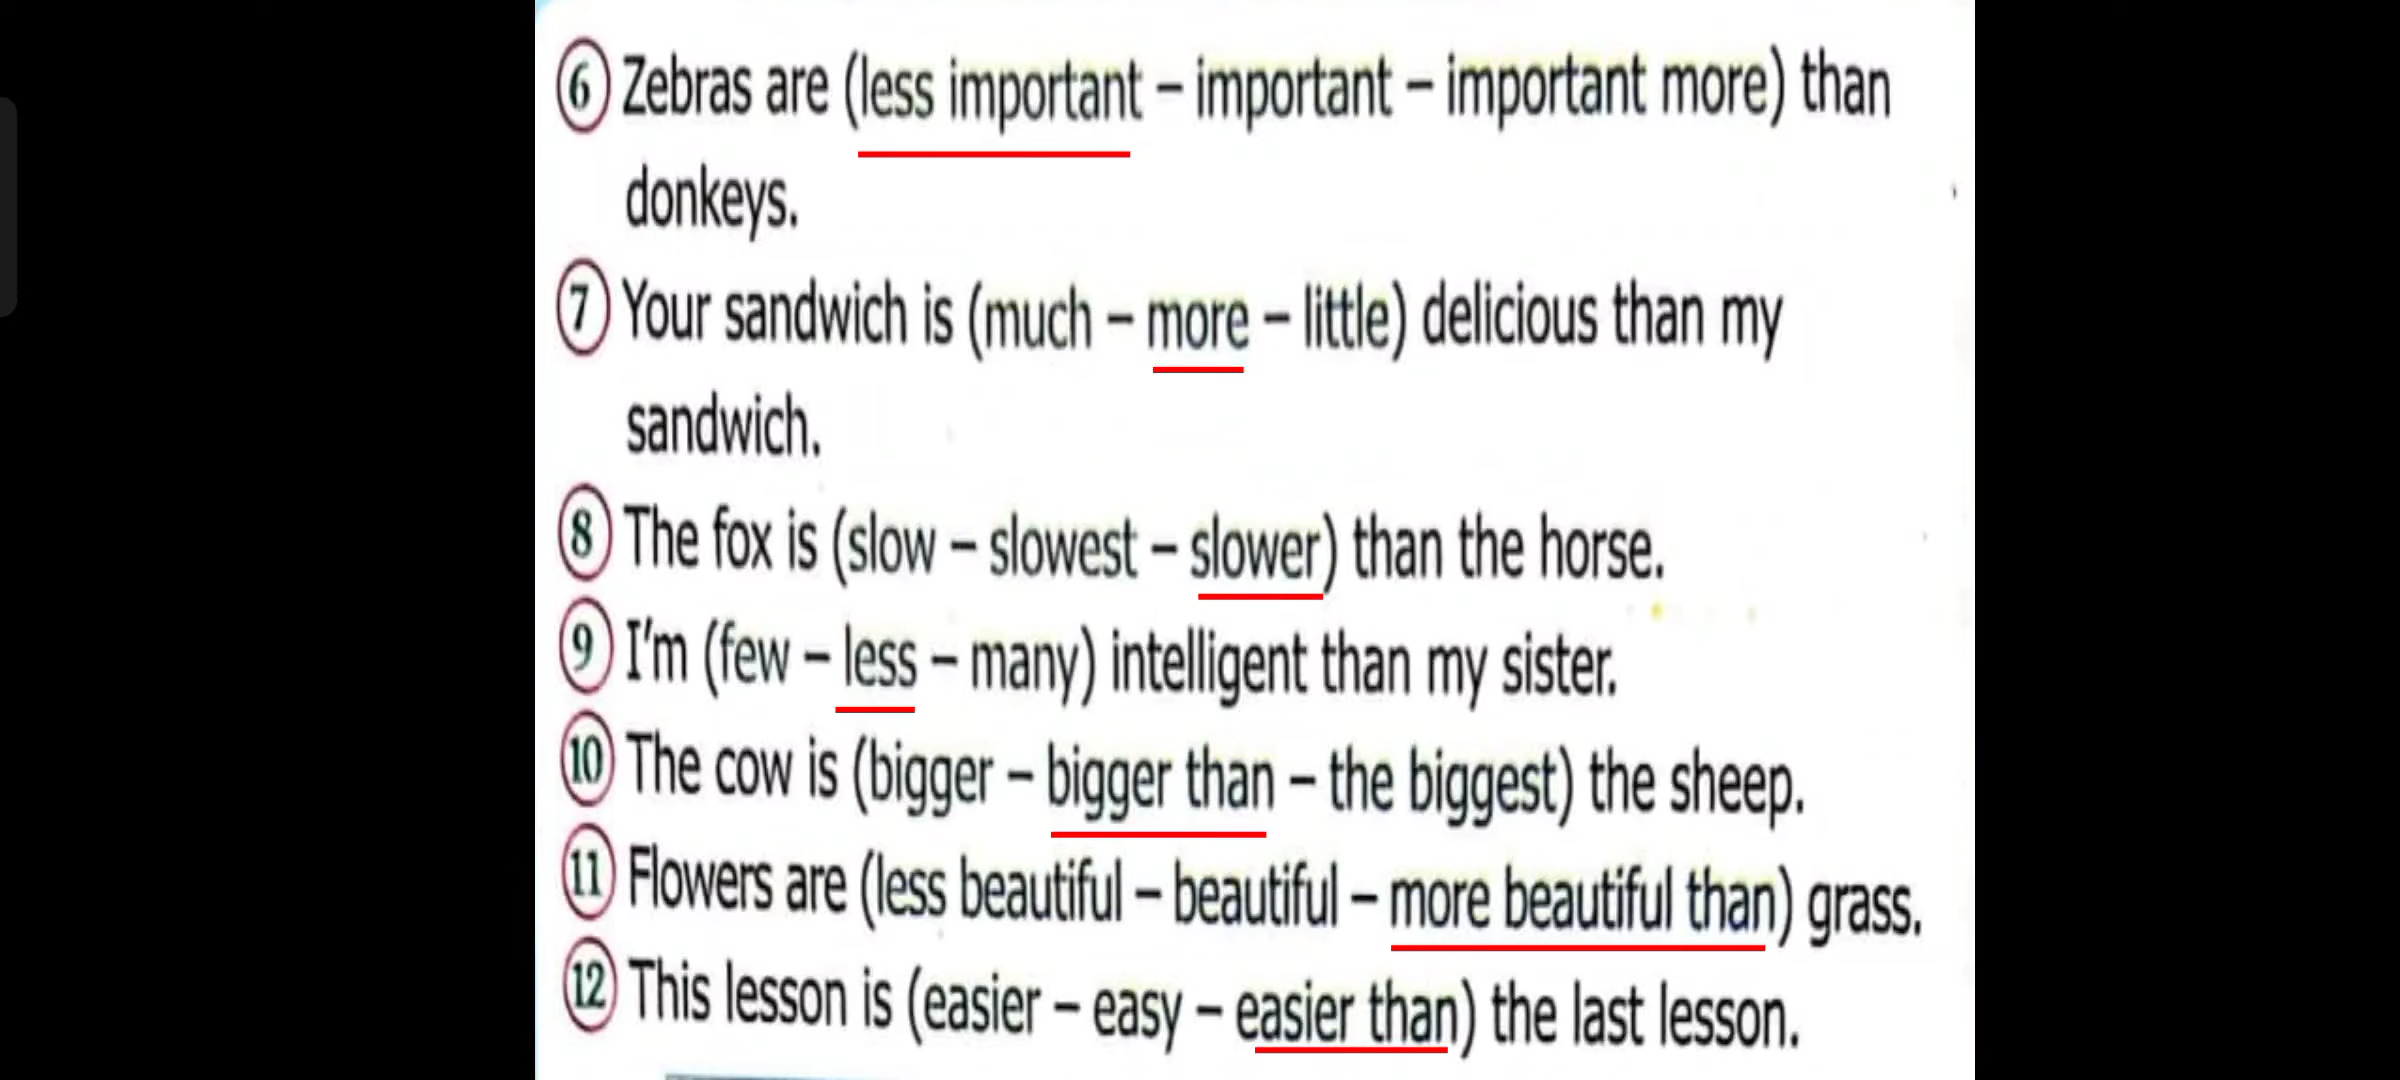 6 Zebras are (less important – important – important more) than
donkeys.
7 Your sandwich is (much – more – little) delicious than my
sandwich.
8 The fox is (slow – slowest – slower) than the horse.
9 I'm (few – less – many) intelligent than my sister.
10 The cow is (bigger – bigger than – the biggest) the sheep.
11 Flowers are (less beautiful – beautiful – more beautiful than) grass.
12 This lesson is (easier – easy – easier than) the last lesson.